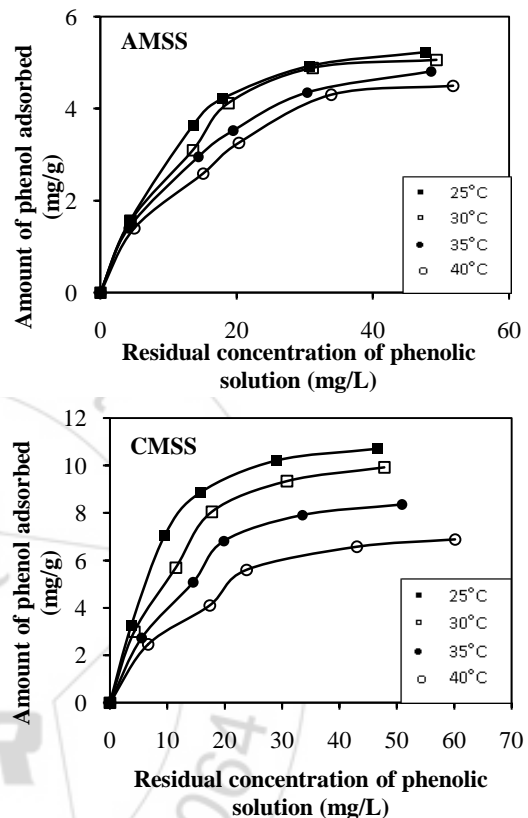 AMSS
Amount of phenol adsorbed
(mg/g)
6
4
2
0
0
20
40
60
25°C
30°C
35°C
40°C
Residual concentration of phenolic
solution (mg/L)
CMSS
Amount of phenol adsorbed
(mg/g)
12
10
8
6
4
2
0
0
10
20
30
40
50
60
70
25°C
30°C
35°C
40°C
Residual concentration of phenolic
solution (mg/L)
064
R